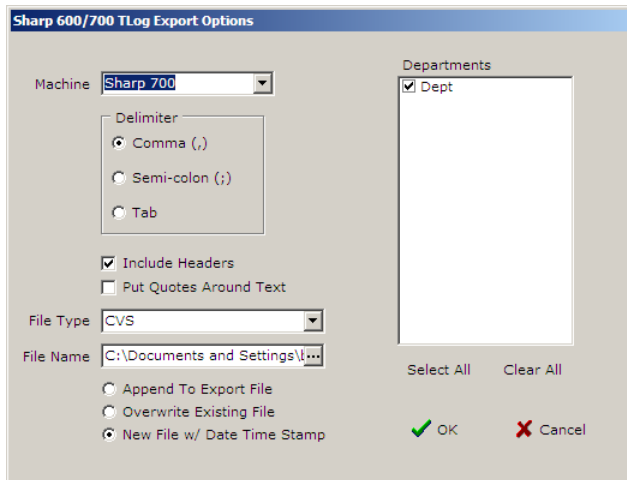 Sharp 600/700 TLog Export Options
Machine
Sharp 700
Delimiter
Comma (,)
Semi-colon (;)
Tab
Include Headers
Put Quotes Around Text
File Type
CVS
File Name
C:\Documents and Settings\
...
Append To Export File
Overwrite Existing File
New File w/ Date Time Stamp
Departments
Dept
Select All
Clear All
OK
Cancel